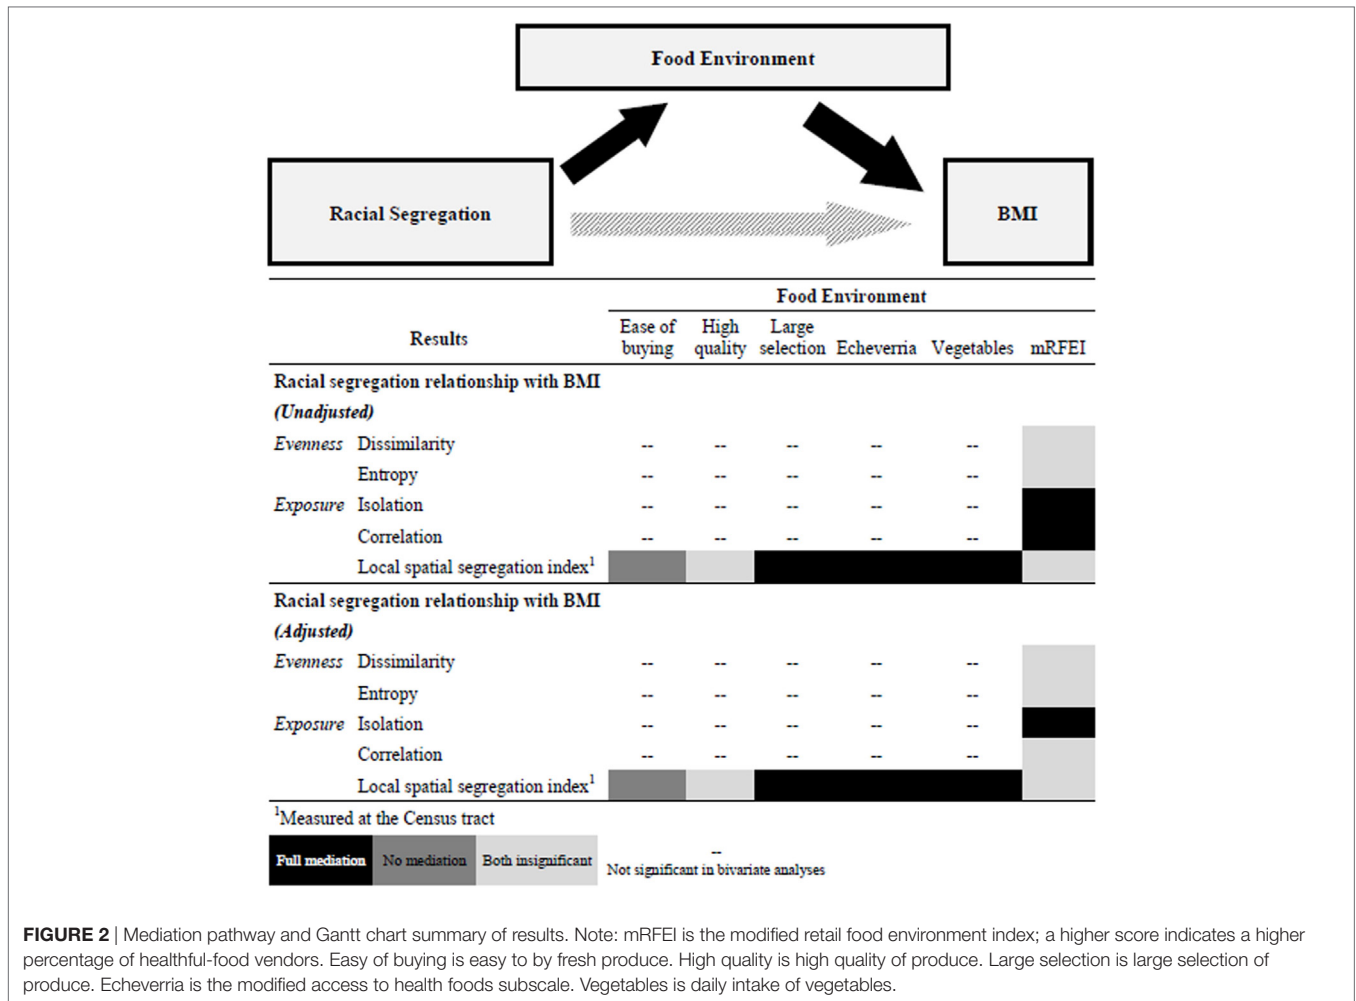 Food Environment
Racial Segregation
BMI
Food Environment
Results
Ease of buying
High quality
Large selection
Echeverria
Vegetables
mRFEI
Racial segregation relationship with BMI
(Unadjusted)
Evenness Dissimilarity -- -- -- -- --
Entropy -- -- -- -- --
Exposure Isolation -- -- -- -- --
Correlation -- -- -- -- --
Local spatial segregation index¹
Racial segregation relationship with BMI
(Adjusted)
Evenness Dissimilarity -- -- -- -- --
Entropy -- -- -- -- --
Exposure Isolation -- -- -- -- --
Correlation -- -- -- -- --
Local spatial segregation index¹
¹Measured at the Census tract
Full mediation
No mediation
Both insignificant
--
Not significant in bivariate analyses
FIGURE 2 | Mediation pathway and Gantt chart summary of results. Note: mRFEI is the modified retail food environment index; a higher score indicates a higher
percentage of healthful-food vendors. Easy of buying is easy to by fresh produce. High quality is high quality of produce. Large selection is large selection of
produce. Echeverria is the modified access to health foods subscale. Vegetables is daily intake of vegetables.